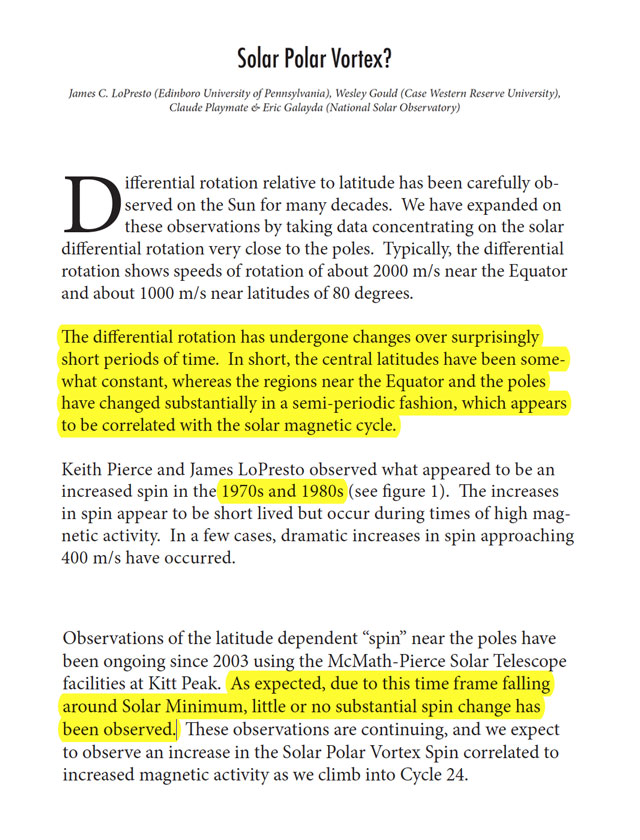 Solar Polar Vortex?
James C. LoPresto (Edinboro University of Pennsylvania), Wesley Gould (Case Western Reserve University),
Claude Playmate & Eric Galayda (National Solar Observatory)
Differential rotation relative to latitude has been carefully ob-
served on the Sun for many decades.  We have expanded on
these observations by taking data concentrating on the solar
differential rotation very close to the poles.  Typically, the differential
rotation shows speeds of rotation of about 2000 m/s near the Equator
and about 1000 m/s near latitudes of 80 degrees.
The differential rotation has undergone changes over surprisingly
short periods of time.  In short, the central latitudes have been some-
what constant, whereas the regions near the Equator and the poles
have changed substantially in a semi-periodic fashion, which appears
to be correlated with the solar magnetic cycle.
Keith Pierce and James LoPresto observed what appeared to be an
increased spin in the 1970s and 1980s (see figure 1).  The increases
in spin appear to be short lived but occur during times of high mag-
netic activity.  In a few cases, dramatic increases in spin approaching
400 m/s have occurred.
Observations of the latitude dependent “spin” near the poles have
been ongoing since 2003 using the McMath-Pierce Solar Telescope
facilities at Kitt Peak.  As expected, due to this time frame falling
around Solar Minimum, little or no substantial spin change has
been observed.  These observations are continuing, and we expect
to observe an increase in the Solar Polar Vortex Spin correlated to
increased magnetic activity as we climb into Cycle 24.